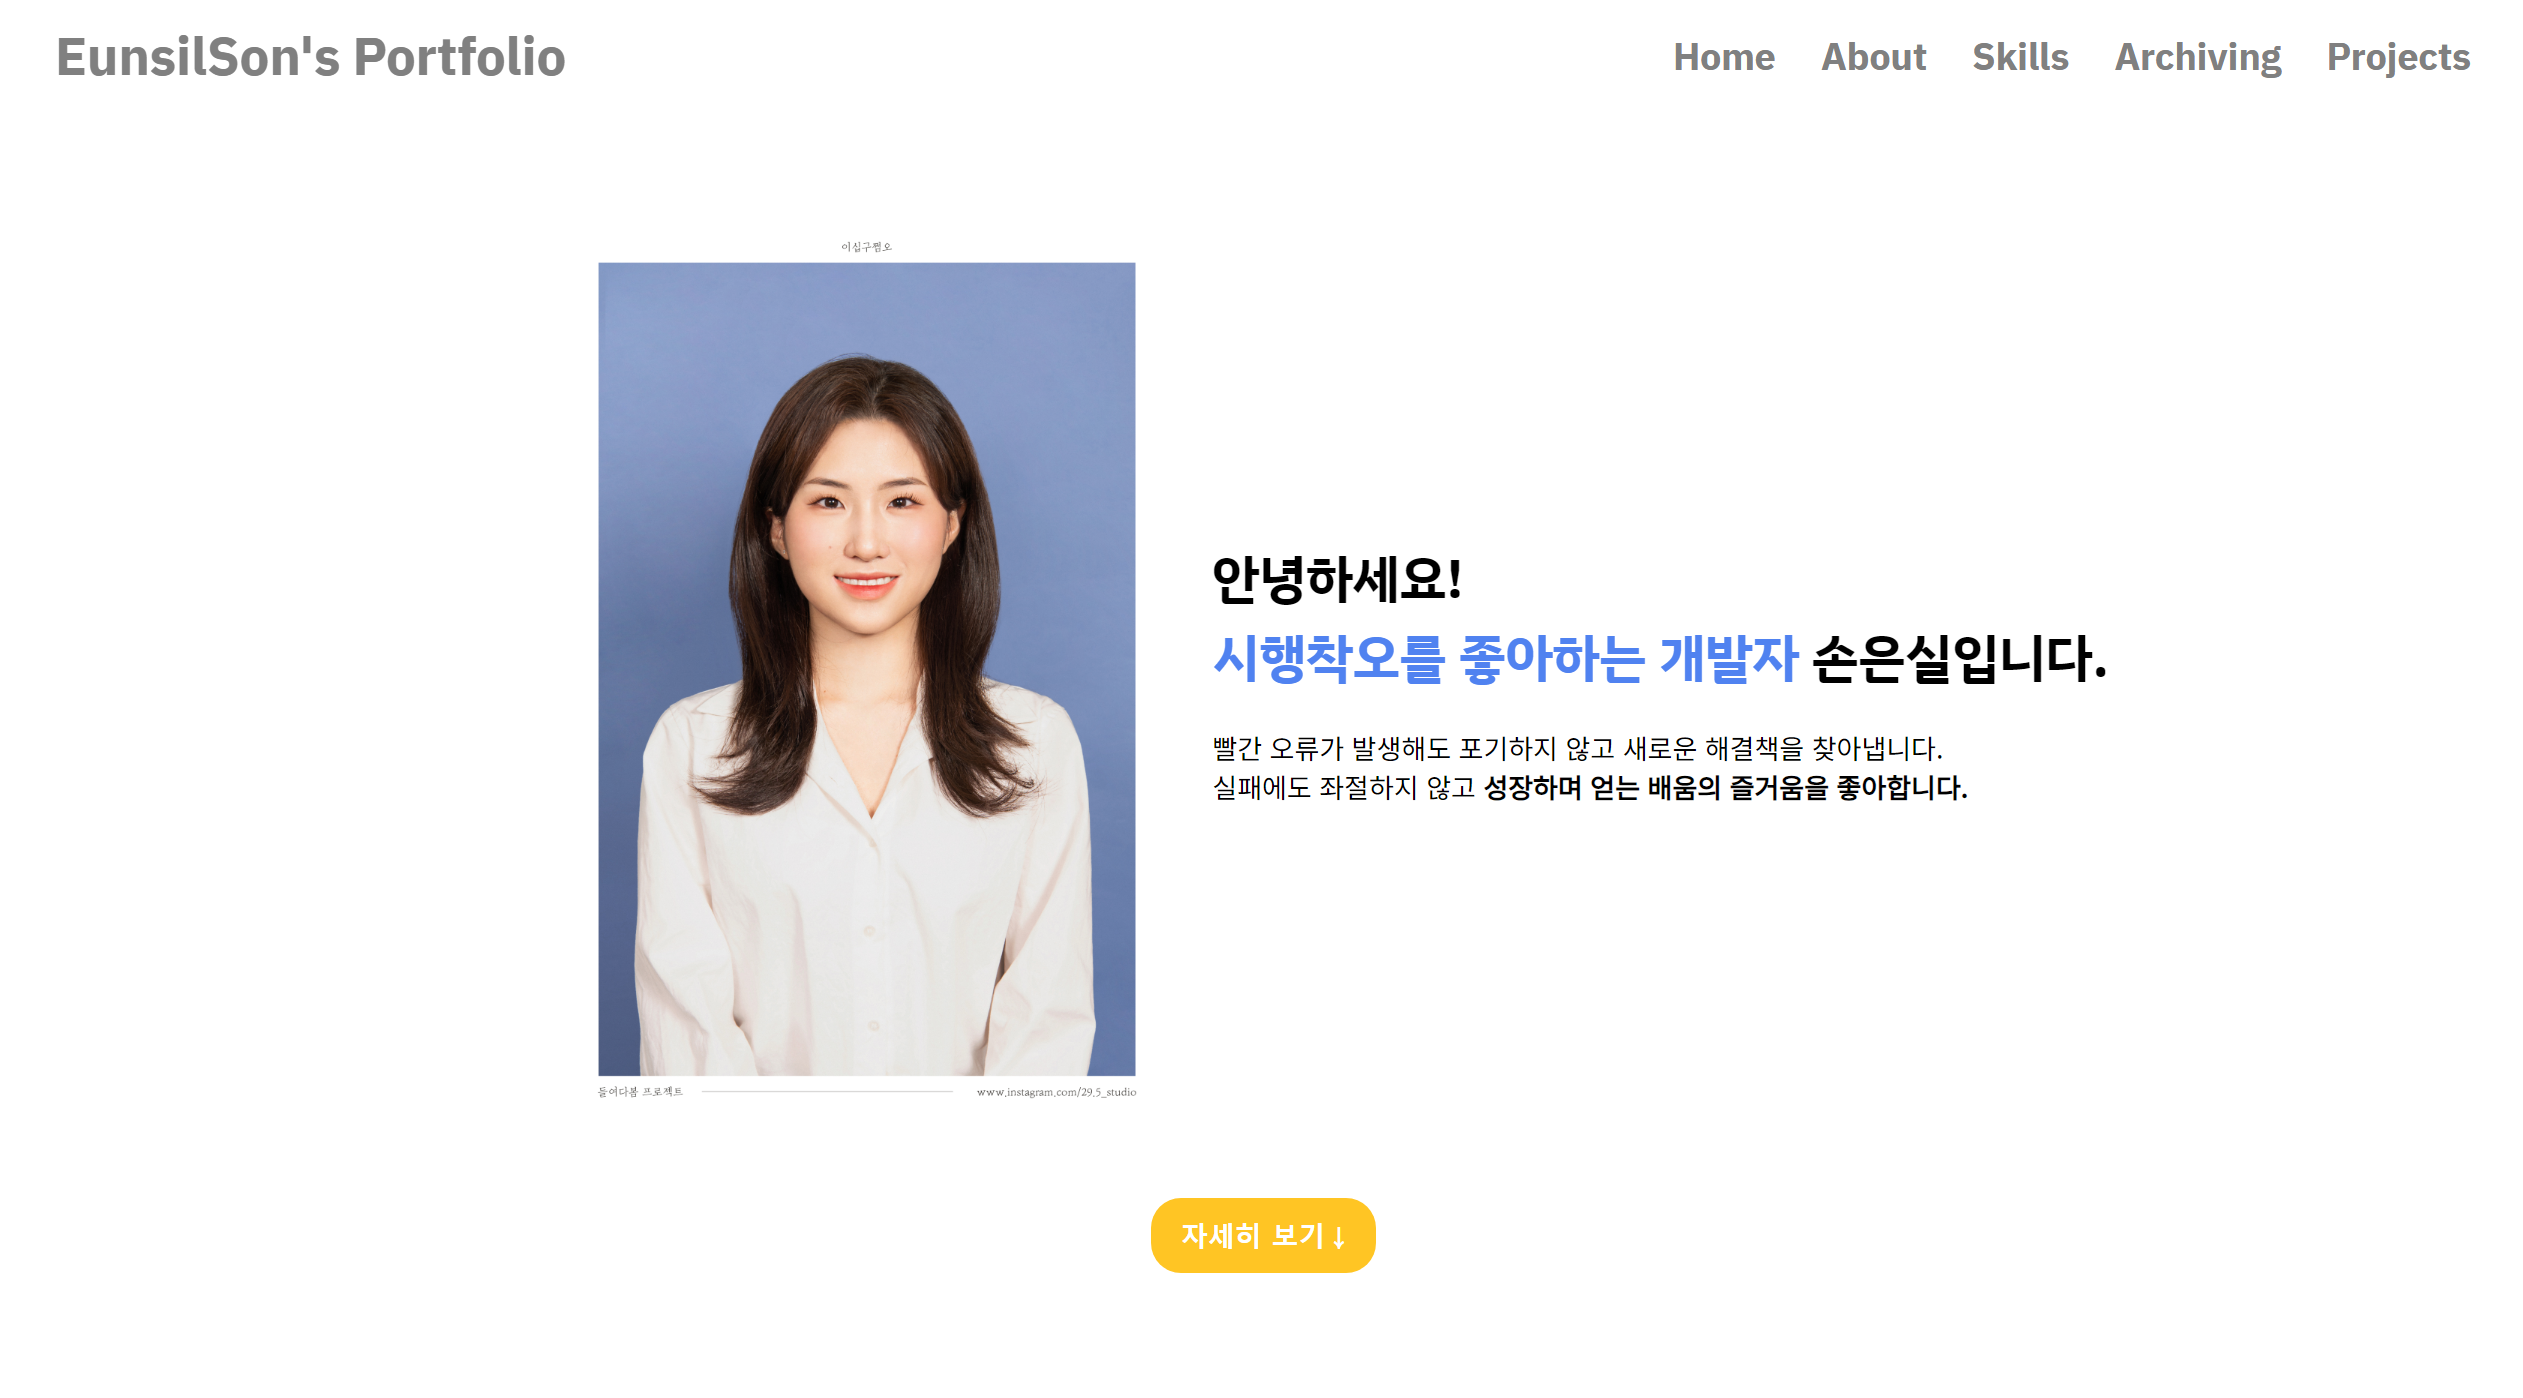 EunsilSon's Portfolio
Home About Skills Archiving Projects
이십구쩜오
안녕하세요!
시행착오를 좋아하는 개발자 손은실입니다.
빨간 오류가 발생해도 포기하지 않고 새로운 해결책을 찾아냅니다.
실패에도 좌절하지 않고 성장하며 얻는 배움의 즐거움을 좋아합니다.
들여다봄 프로젝트 www.instagram.com/29.5_studio
자세히 보기 ↓